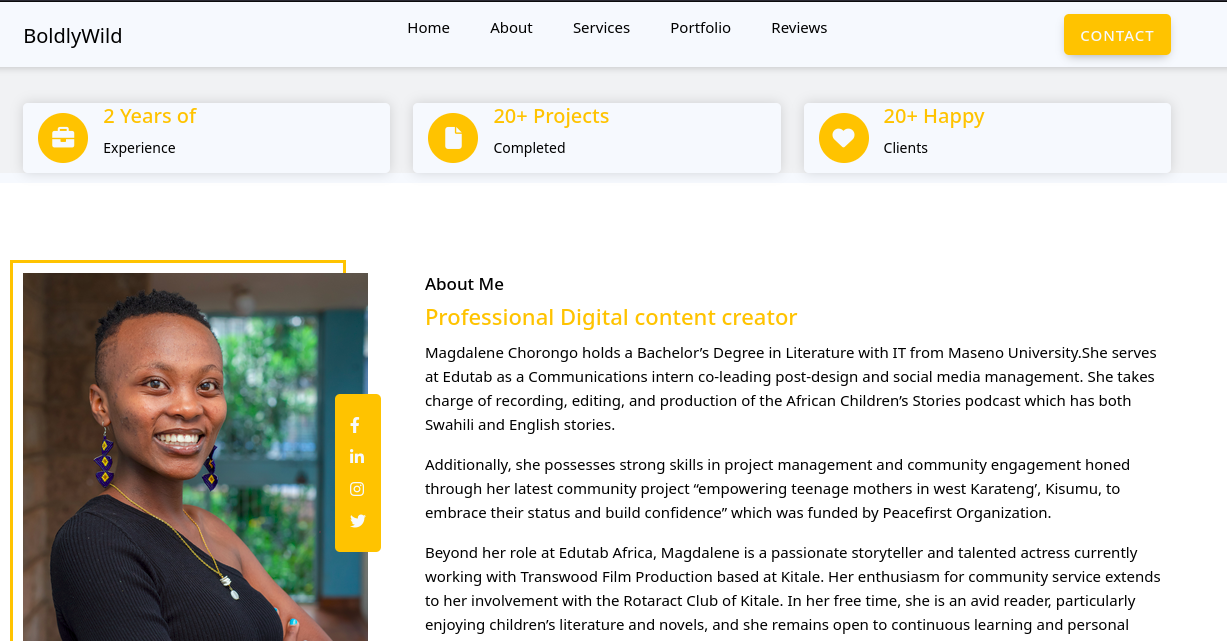 BoldlyWild
Home About Services Portfolio Reviews
CONTACT
2 Years of
Experience
20+ Projects
Completed
20+ Happy
Clients
About Me
Professional Digital content creator
Magdalene Chorongo holds a Bachelor’s Degree in Literature with IT from Maseno University.She serves
at Edutab as a Communications intern co-leading post-design and social media management. She takes
charge of recording, editing, and production of the African Children’s Stories podcast which has both
Swahili and English stories.
Additionally, she possesses strong skills in project management and community engagement honed
through her latest community project “empowering teenage mothers in west Karateng’, Kisumu, to
embrace their status and build confidence” which was funded by Peacefirst Organization.
Beyond her role at Edutab Africa, Magdalene is a passionate storyteller and talented actress currently
working with Transwood Film Production based at Kitale. Her enthusiasm for community service extends
to her involvement with the Rotaract Club of Kitale. In her free time, she is an avid reader, particularly
enjoying children’s literature and novels, and she remains open to continuous learning and personal